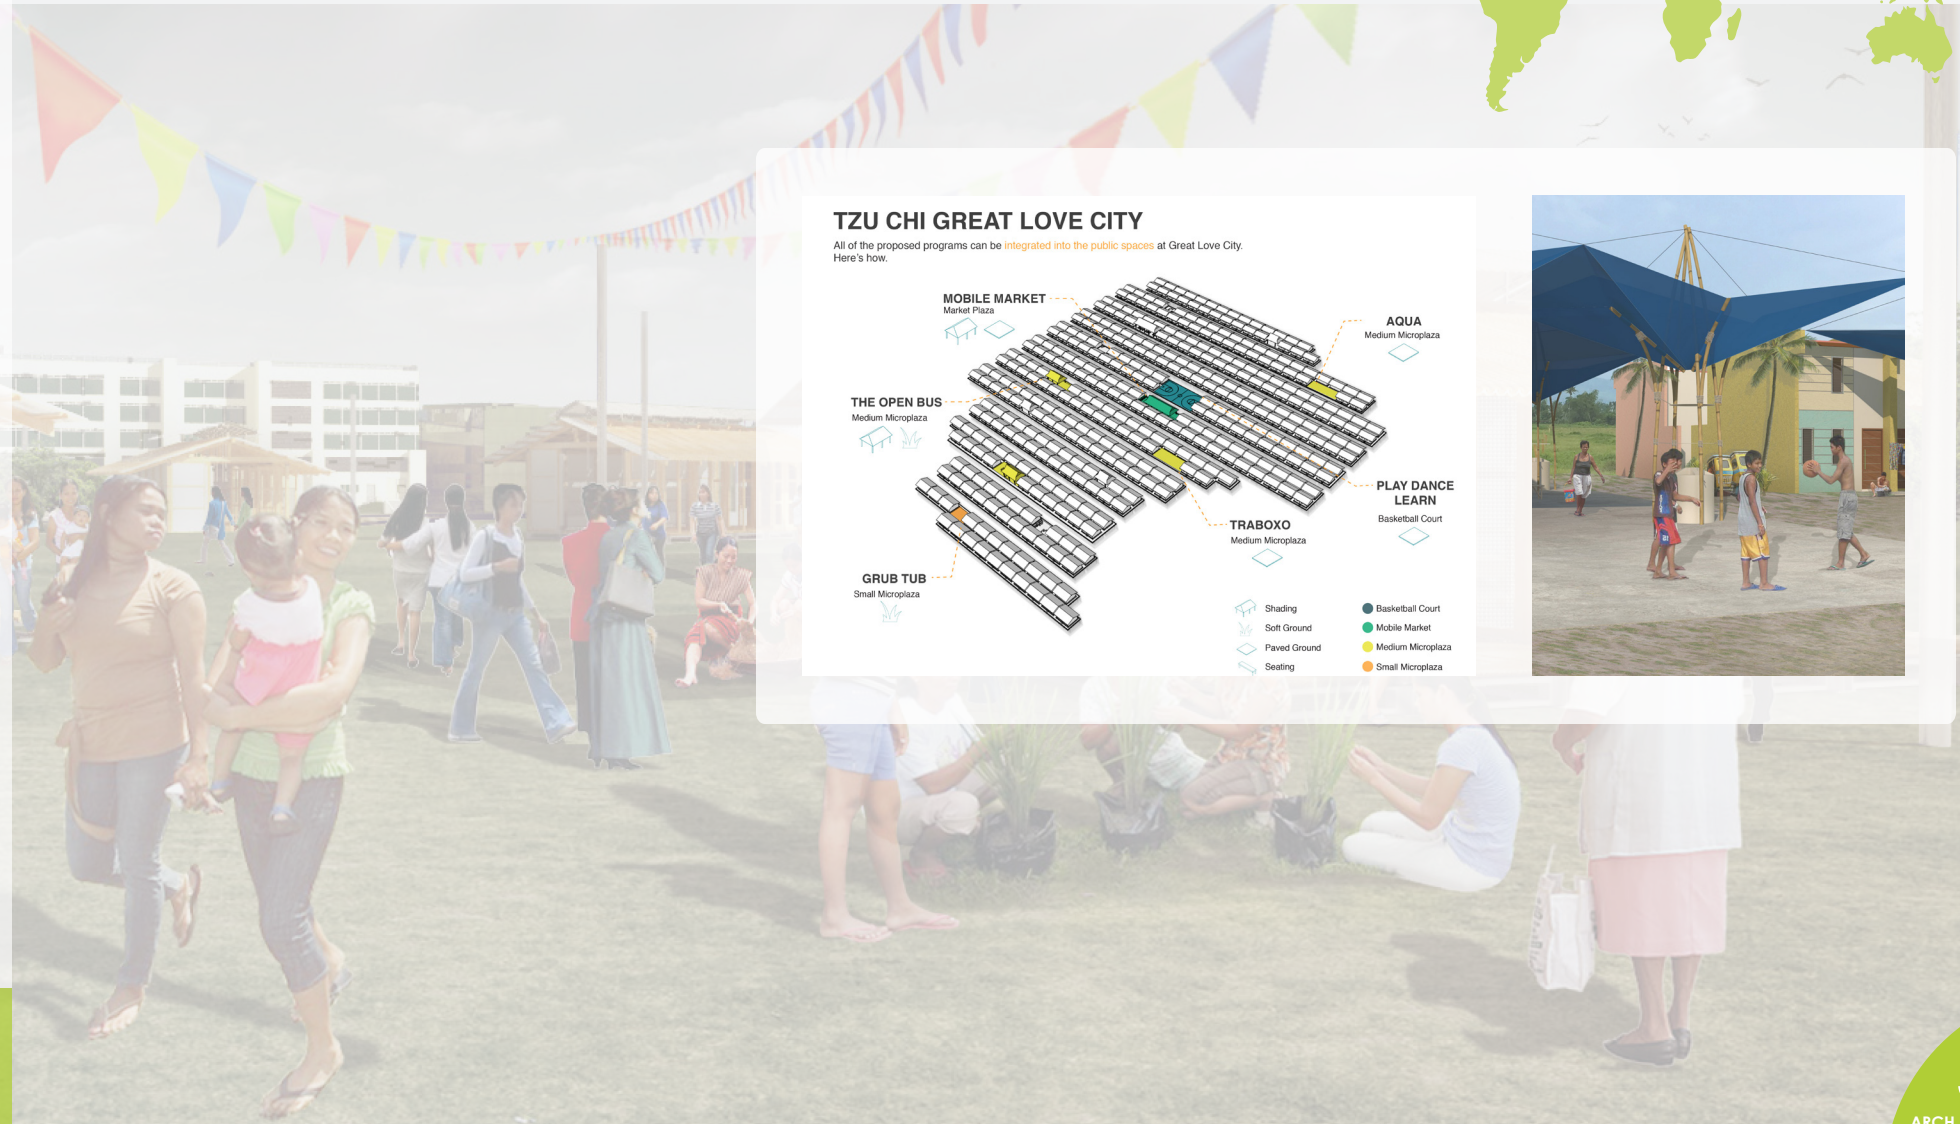 TZU CHI GREAT LOVE CITY
All of the proposed programs can be integrated into the public spaces at Great Love City.
Here's how.
MOBILE MARKET
Market Plaza
AQUA
Medium Microplaza
THE OPEN BUS
Medium Microplaza
PLAY DANCE
LEARN
Basketball Court
TRABOXO
Medium Microplaza
GRUB TUB
Small Microplaza
Shading
Soft Ground
Paved Ground
Seating
Basketball Court
Mobile Market
Medium Microplaza
Small Microplaza